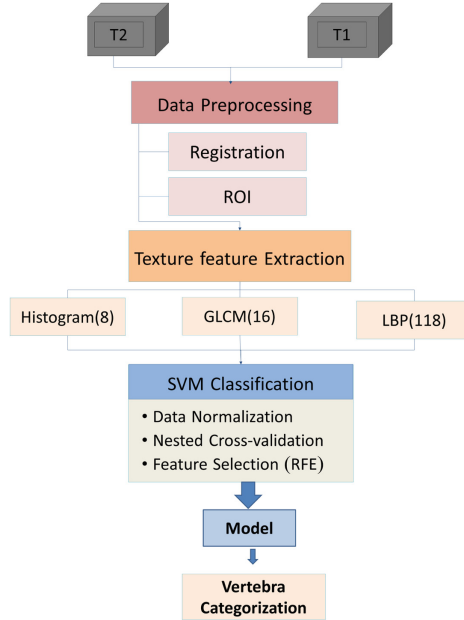 T2
T1
Data Preprocessing
Registration
ROI
Texture feature Extraction
Histogram(8)
GLCM(16)
LBP(118)
SVM Classification
• Data Normalization
• Nested Cross-validation
• Feature Selection (RFE)
Model
Vertebra
Categorization